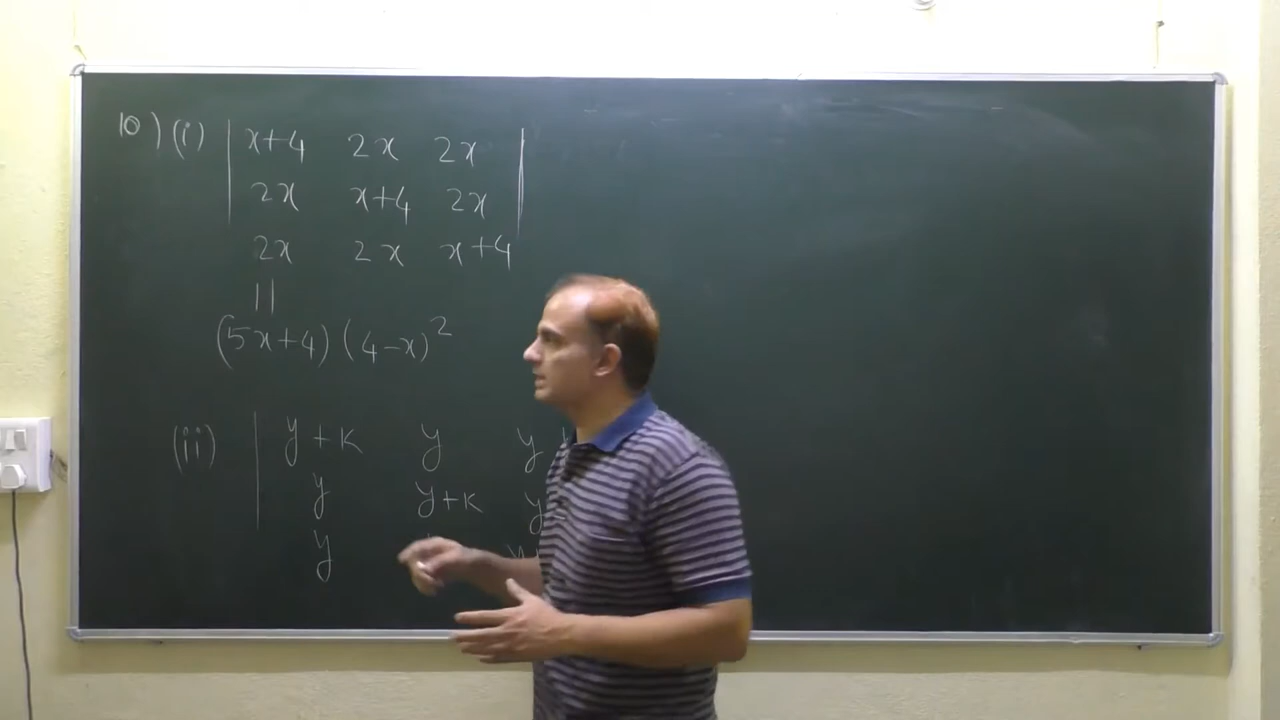 10) (i) | x+4 2x 2x |
2x x+4 2x
2x 2x x+4
||
(5x+4) (4-x)²
(ii) | y+k y y
y y+k y
y